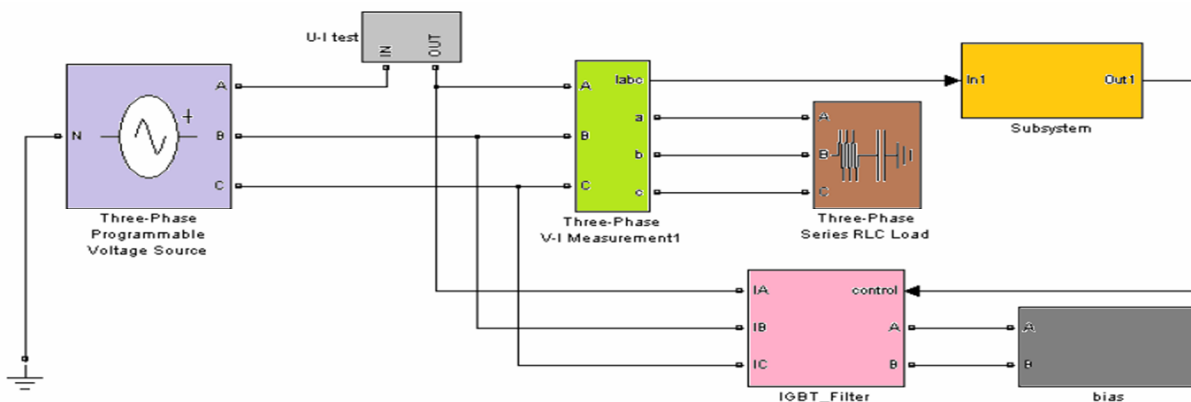 U-I test
IN
OUT
A
N
B
C
Three-Phase
Programmable
Voltage Source
A
B
C
Iabc
a
b
c
Three-Phase
V-I Measurement1
A
B
C
Three-Phase
Series RLC Load
In1
Out1
Subsystem
IA
IB
IC
control
A
B
IGBT_Filter
A
B
bias